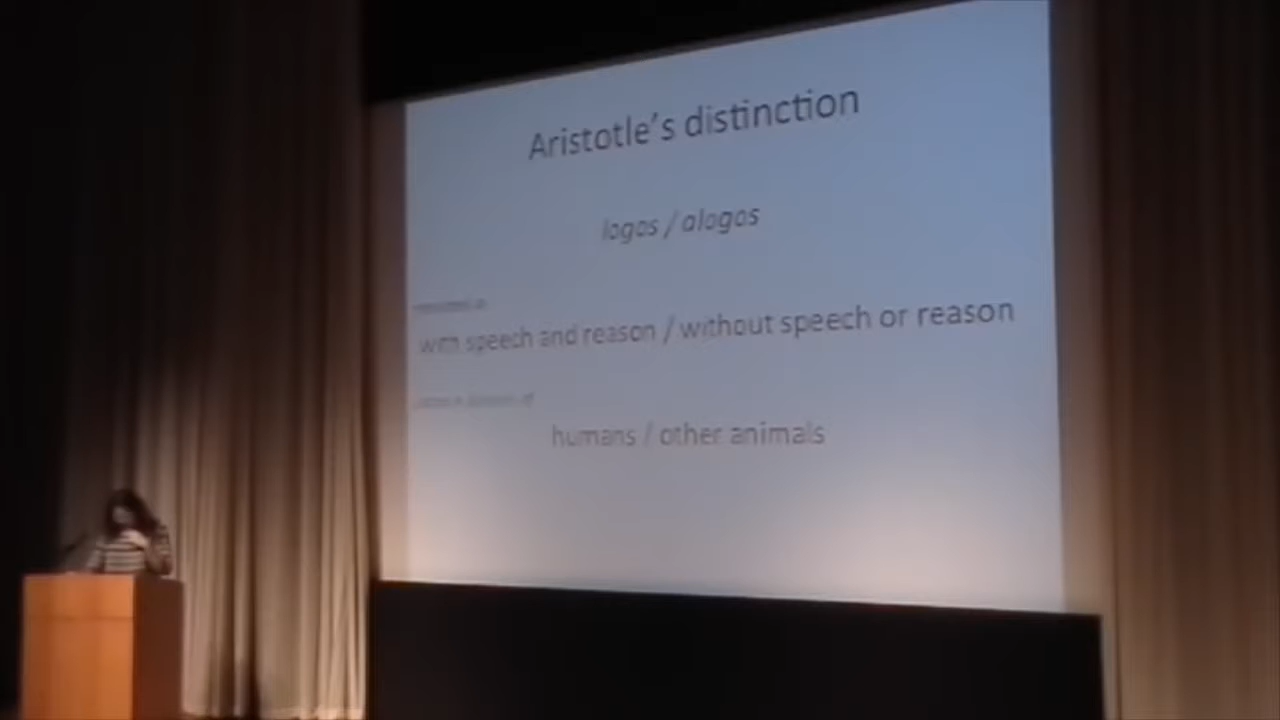 Aristotle's distinction
logos / alogos
with speech and reason / without speech or reason
humans / other animals